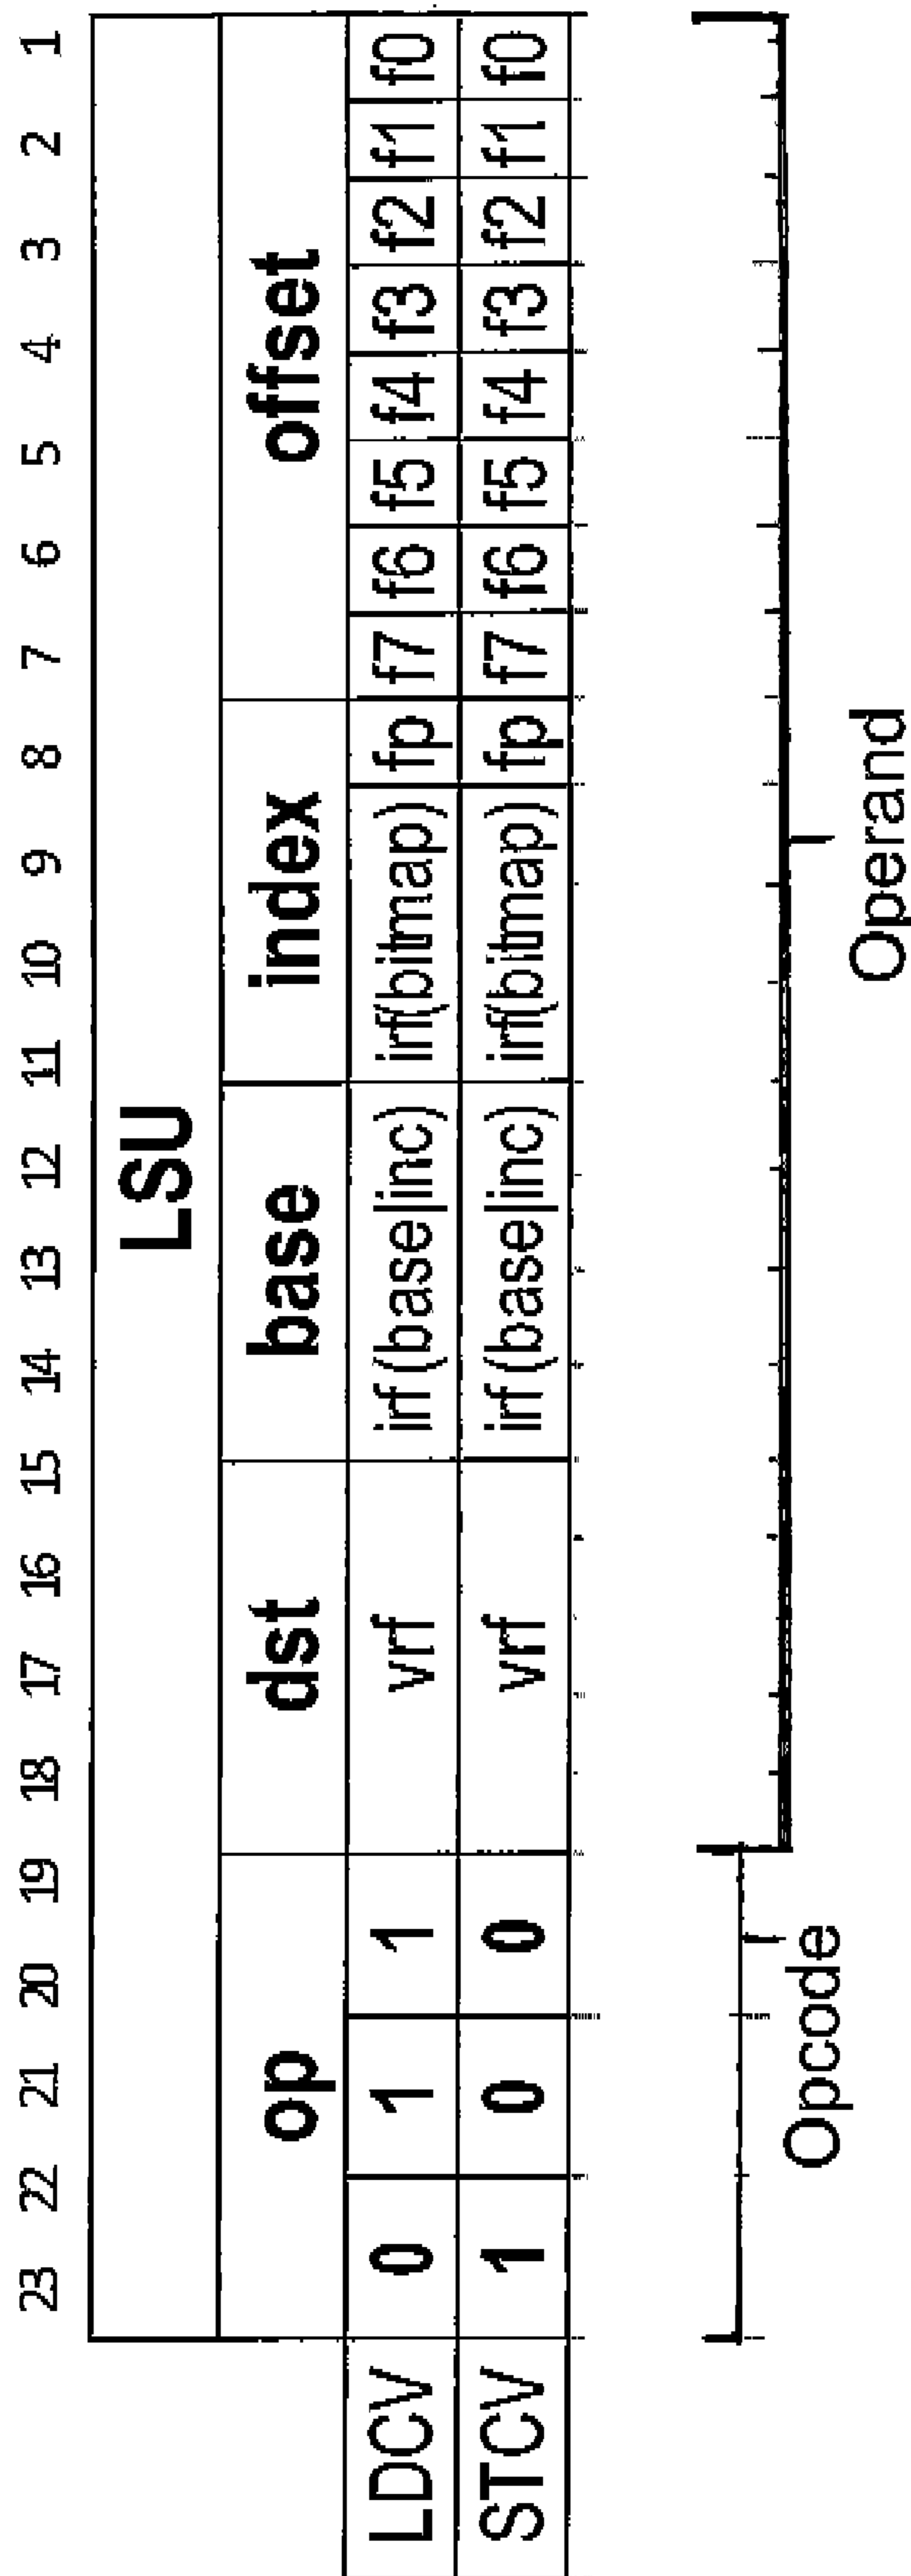 23 22 21 20 19 18 17 16 15 14 13 12 11 10 9 8 7 6 5 4 3 2 1
LSU
op dst base index offset
LDCV 0 1 1 vrf irf (base|inc) irf(bitmap) fp f7 f6 f5 f4 f3 f2 f1 f0
STCV 1 0 0 vrf irf (base|inc) irf(bitmap) fp f7 f6 f5 f4 f3 f2 f1 f0
Opcode Operand